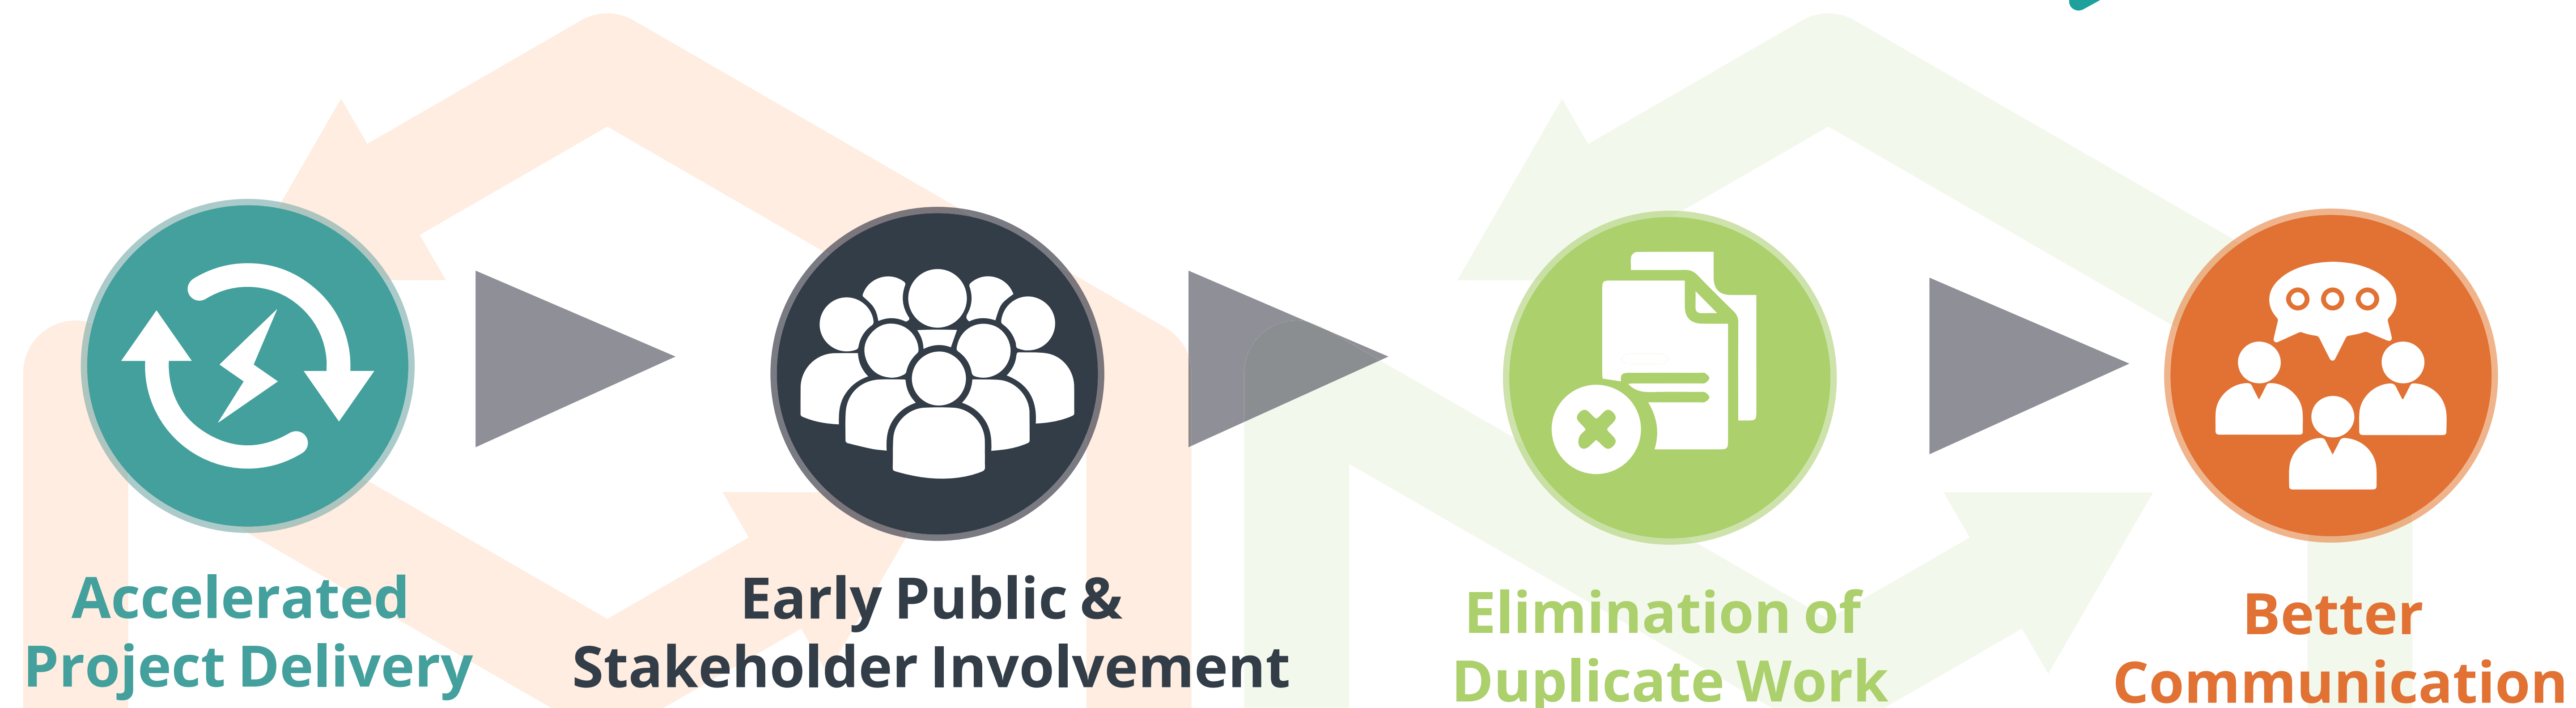 Accelerated
Project Delivery
Early Public &
Stakeholder Involvement
Elimination of
Duplicate Work
Better
Communication